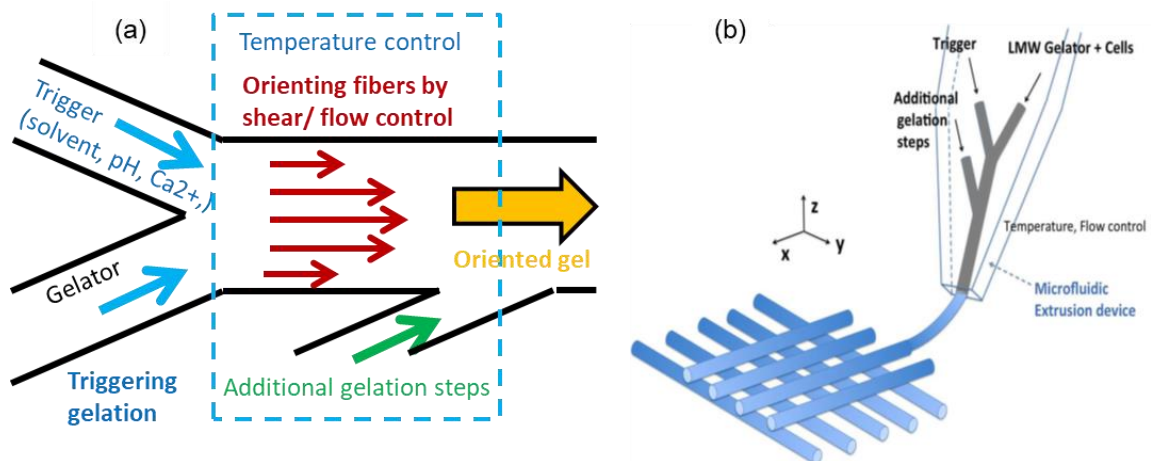 (a)
Temperature control
Orienting fibers by
shear/ flow control
Trigger
(solvent, pH, Ca2+,)
Gelator
Oriented gel
Triggering
gelation
Additional gelation steps
(b)
Trigger
LMW Gelator + Cells
Additional
gelation
steps
z
x
y
Temperature, Flow control
Microfluidic
Extrusion device